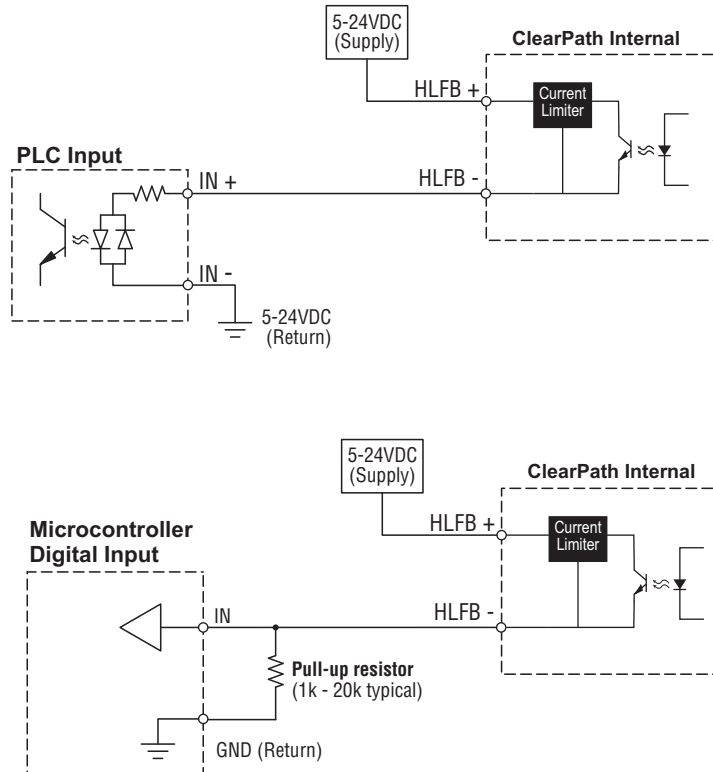 5-24VDC
(Supply)
ClearPath Internal
HLFB +
Current
Limiter
PLC Input
IN +
HLFB -
IN -
5-24VDC
(Return)
5-24VDC
(Supply)
ClearPath Internal
HLFB +
Current
Limiter
Microcontroller
Digital Input
IN
HLFB -
Pull-up resistor
(1k - 20k typical)
GND (Return)